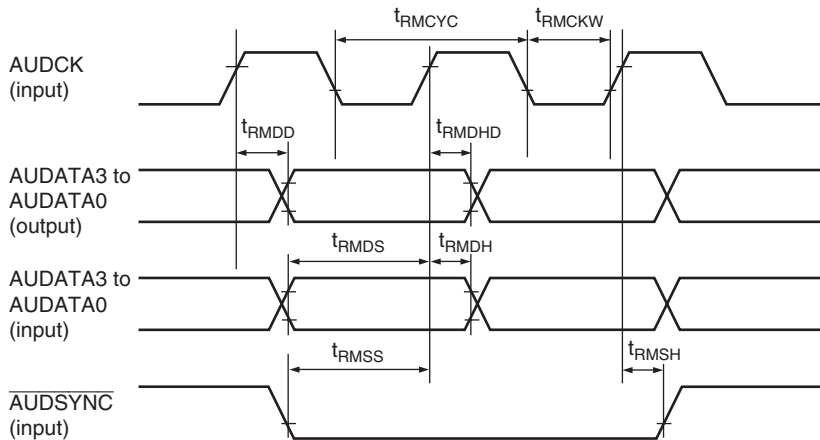 tRMCYC
tRMCKW
AUDCK
(input)
tRMDD
tRMDHD
AUDATA3 to
AUDATA0
(output)
tRMDS
tRMDH
AUDATA3 to
AUDATA0
(input)
tRMSS
tRMSH
AUDSYNC
(input)